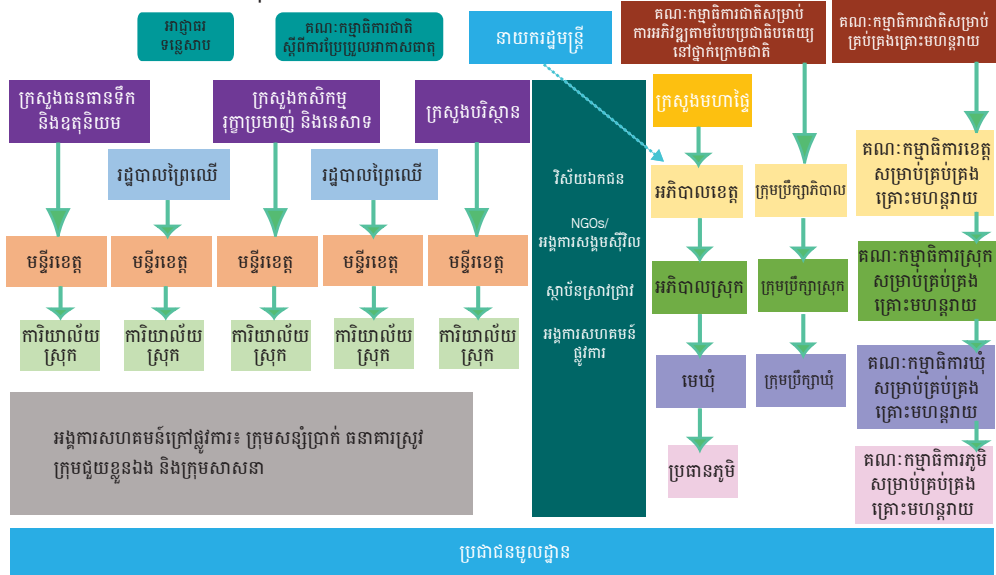 អាជ្ញាធរ
ទន្លេសាប
គណៈកម្មាធិការជាតិ
ស្តីពីការប្រែប្រួលអាកាសធាតុ
នាយករដ្ឋមន្ត្រី
គណៈកម្មាធិការជាតិសម្រាប់
ការអភិវឌ្ឍតាមបែបប្រជាធិបតេយ្យ
នៅថ្នាក់ក្រោមជាតិ
គណៈកម្មាធិការជាតិសម្រាប់
គ្រប់គ្រងគ្រោះមហន្តរាយ
ក្រសួងធនធានទឹក
និងឧតុនិយម
ក្រសួងកសិកម្ម
រុក្ខាប្រមាញ់ និងនេសាទ
ក្រសួងបរិស្ថាន
ក្រសួងមហាផ្ទៃ
រដ្ឋបាលព្រៃឈើ
រដ្ឋបាលព្រៃឈើ
មន្ទីរខេត្ត
មន្ទីរខេត្ត
មន្ទីរខេត្ត
មន្ទីរខេត្ត
មន្ទីរខេត្ត
ការិយាល័យ
ស្រុក
ការិយាល័យ
ស្រុក
ការិយាល័យ
ស្រុក
ការិយាល័យ
ស្រុក
ការិយាល័យ
ស្រុក
វិស័យឯកជន
NGOs/
អង្គការសង្គមស៊ីវិល
ស្ថាប័នស្រាវជ្រាវ
អង្គការសហគមន៍
ផ្លូវការ
អភិបាលខេត្ត
ក្រុមប្រឹក្សាភិបាល
គណៈកម្មាធិការខេត្ត
សម្រាប់គ្រប់គ្រង
គ្រោះមហន្តរាយ
អភិបាលស្រុក
ក្រុមប្រឹក្សាស្រុក
គណៈកម្មាធិការស្រុក
សម្រាប់គ្រប់គ្រង
គ្រោះមហន្តរាយ
មេឃុំ
ក្រុមប្រឹក្សាឃុំ
គណៈកម្មាធិការឃុំ
សម្រាប់គ្រប់គ្រង
គ្រោះមហន្តរាយ
ប្រធានភូមិ
គណៈកម្មាធិការភូមិ
សម្រាប់គ្រប់គ្រង
គ្រោះមហន្តរាយ
អង្គការសហគមន៍ក្រៅផ្លូវការ៖ ក្រុមសន្សំប្រាក់ ធនាគារស្រូវ
ក្រុមជួយខ្លួនឯង និងក្រុមសាសនា
ប្រជាជនមូលដ្ឋាន